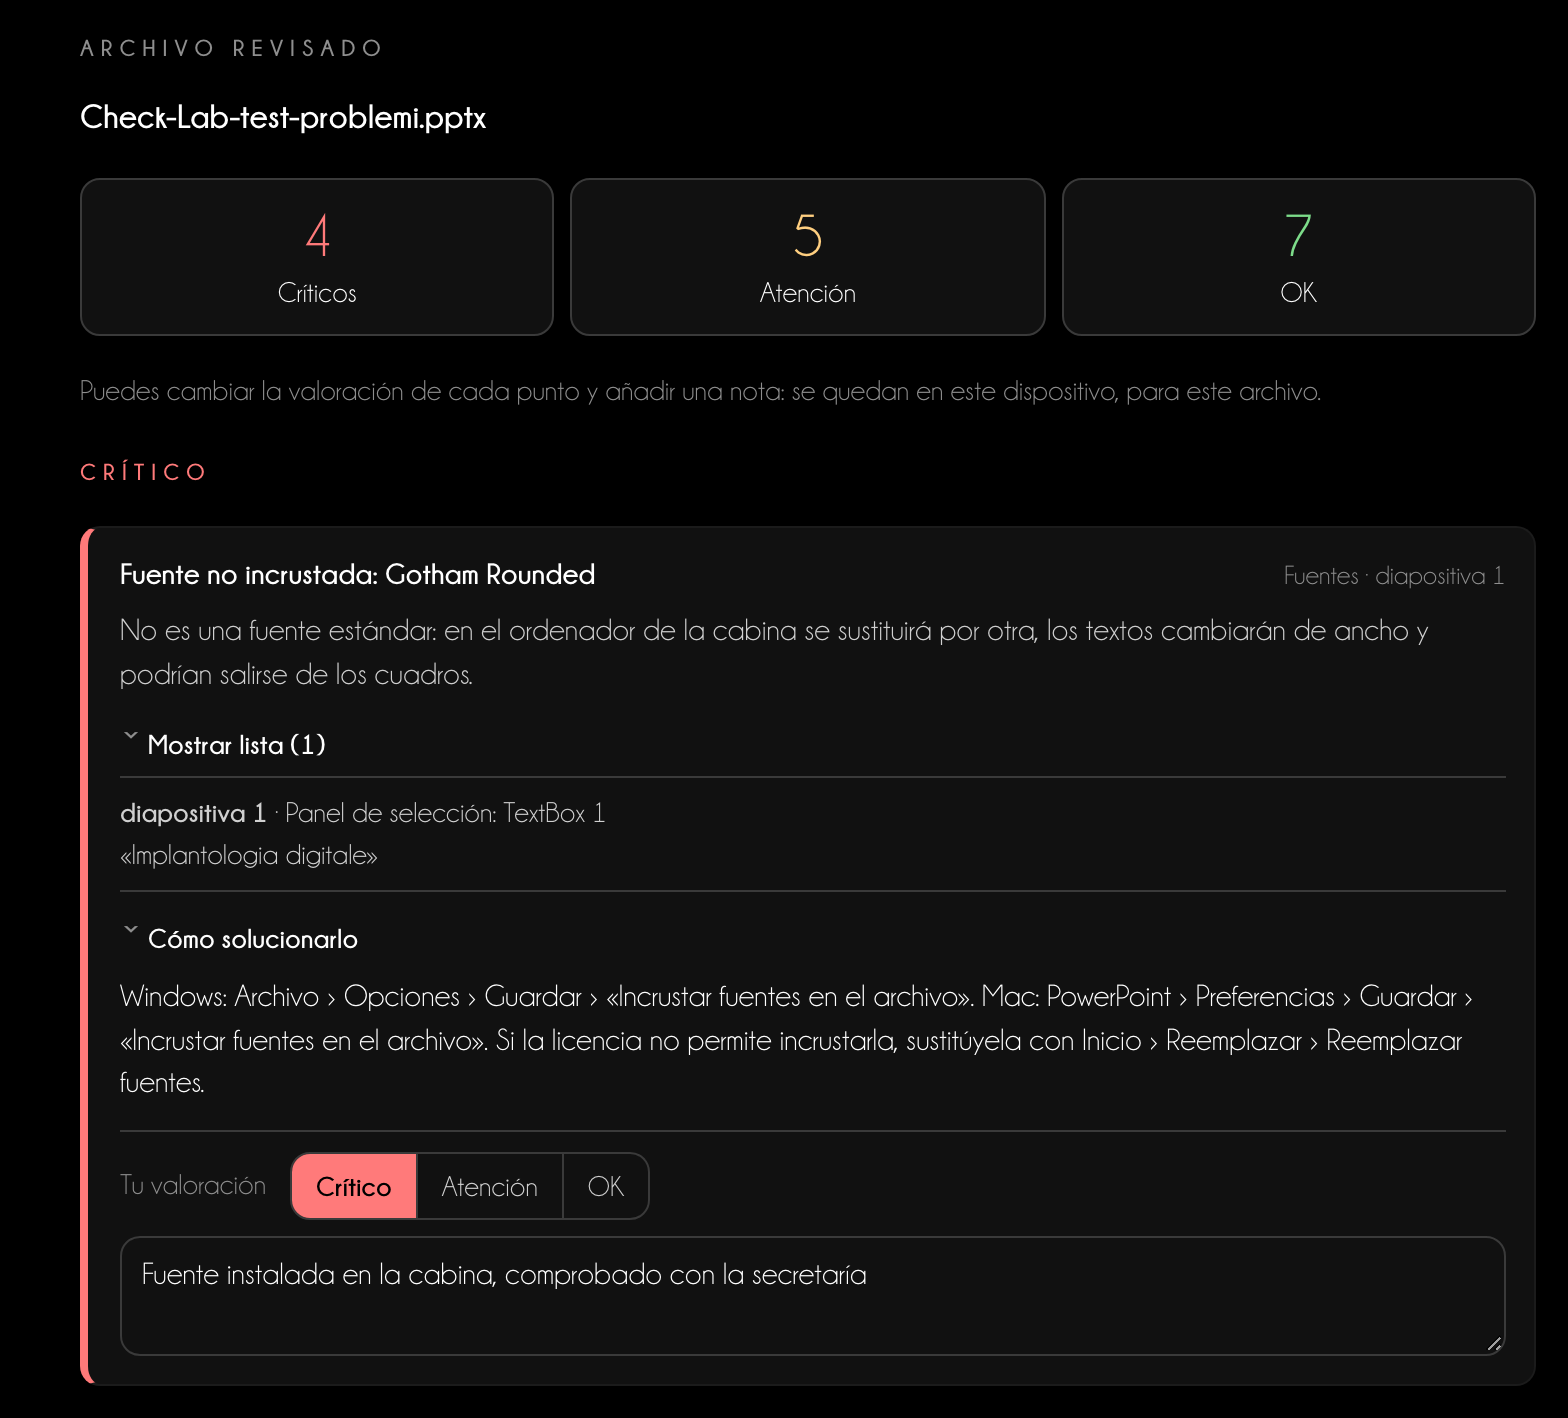 ARCHIVO REVISADO
Check-Lab-test-problemi.pptx
4
Críticos
5
Atención
7
OK
Puedes cambiar la valoración de cada punto y añadir una nota: se quedan en este dispositivo, para este archivo.
CRÍTICO
Fuente no incrustada: Gotham Rounded
Fuentes · diapositiva 1
No es una fuente estándar: en el ordenador de la cabina se sustituirá por otra, los textos cambiarán de ancho y
podrían salirse de los cuadros.
Mostrar lista (1)
diapositiva 1 · Panel de selección: TextBox 1
«Implantologia digitale»
Cómo solucionarlo
Windows: Archivo › Opciones › Guardar › «Incrustar fuentes en el archivo». Mac: PowerPoint › Preferencias › Guardar ›
«Incrustar fuentes en el archivo». Si la licencia no permite incrustarla, sustitúyela con Inicio › Reemplazar › Reemplazar
fuentes.
Tu valoración
Crítico
Atención
OK
Fuente instalada en la cabina, comprobado con la secretaría